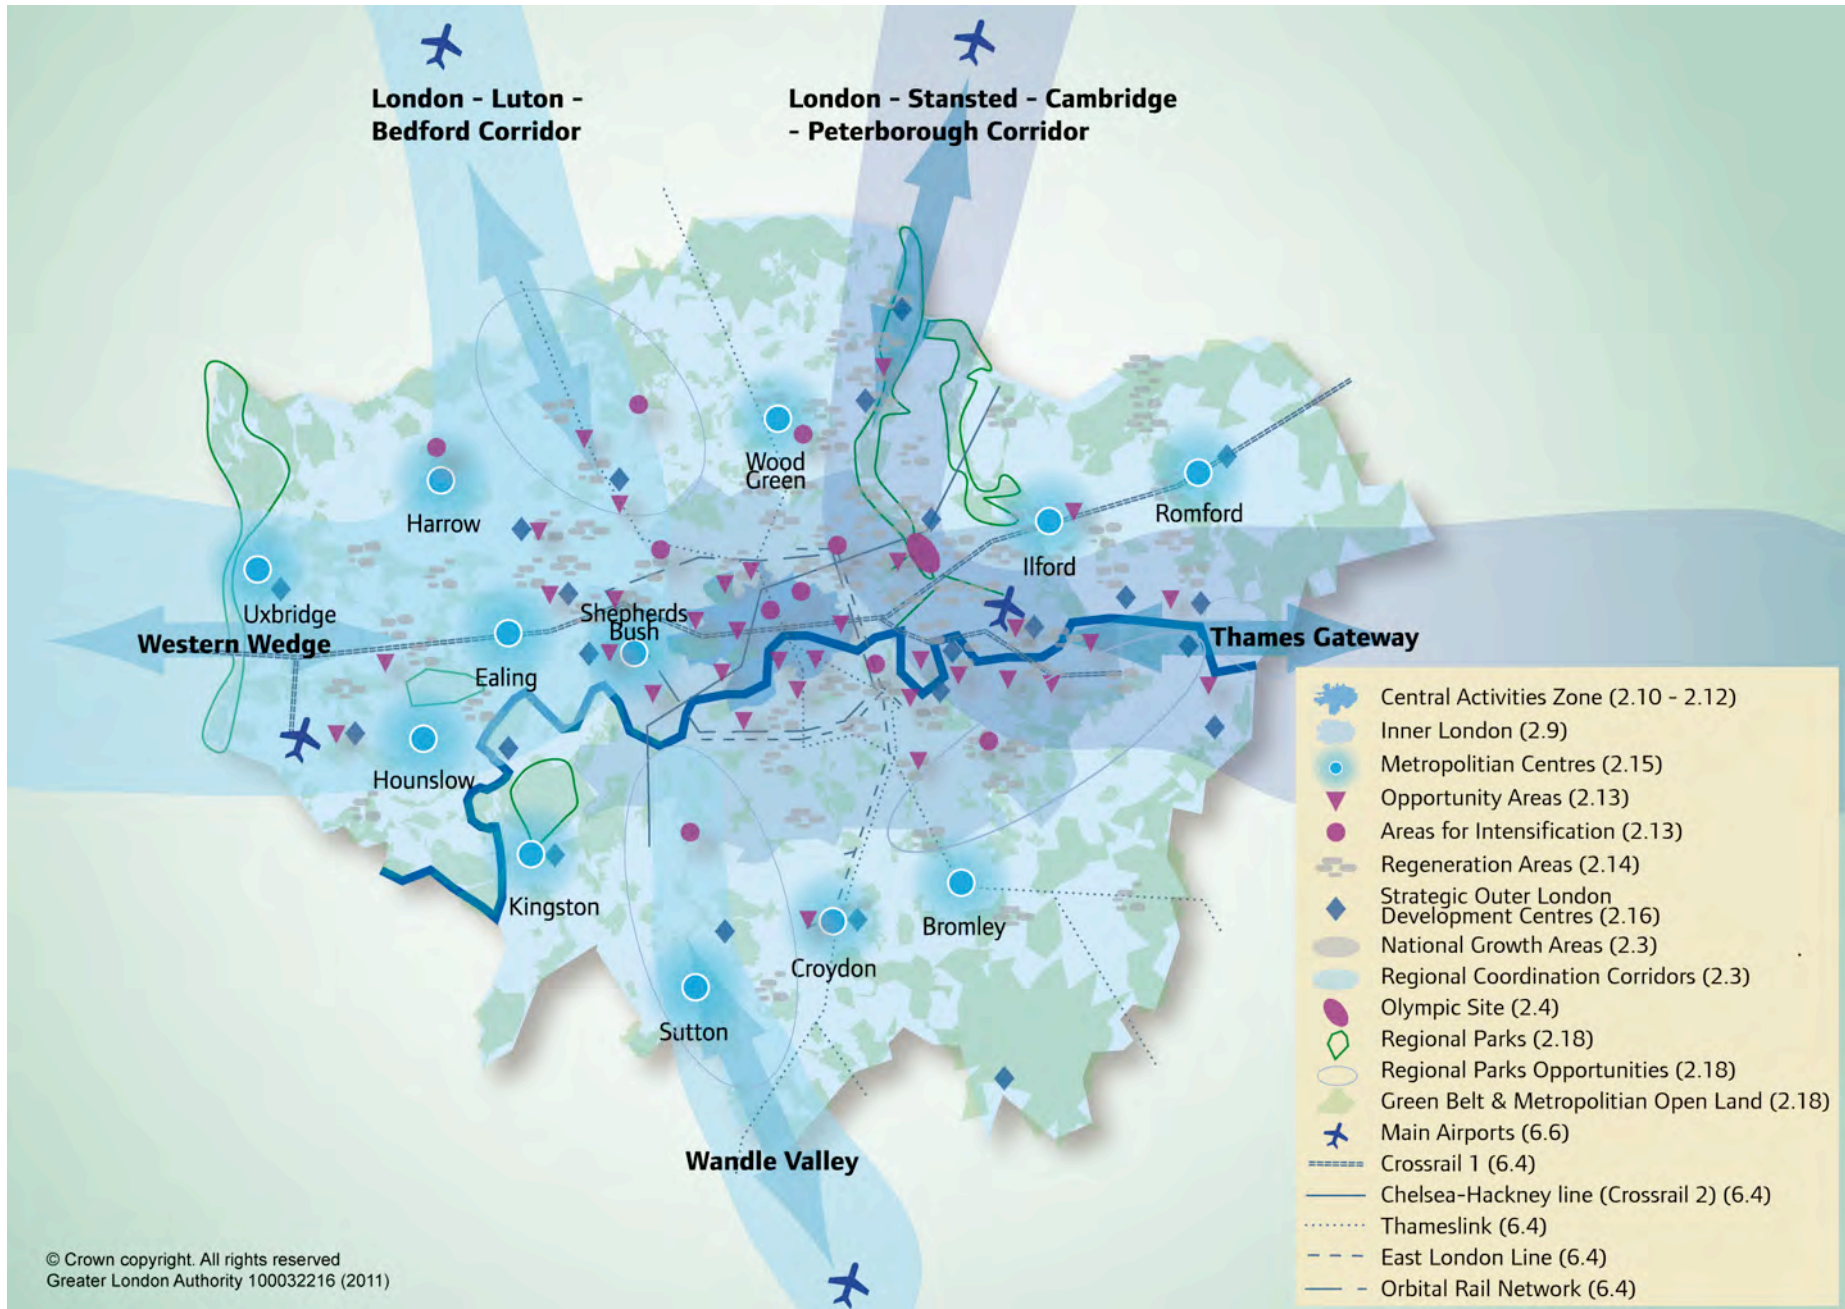 London - Luton -
Bedford Corridor
London - Stansted - Cambridge
- Peterborough Corridor
Wood
Green
Harrow
Romford
Ilford
Uxbridge
Shepherds
Bush
Western Wedge
Thames Gateway
Ealing
Hounslow
Kingston
Bromley
Croydon
Sutton
Wandle Valley
Central Activities Zone (2.10 - 2.12)
Inner London (2.9)
Metropolitian Centres (2.15)
Opportunity Areas (2.13)
Areas for Intensification (2.13)
Regeneration Areas (2.14)
Strategic Outer London
Development Centres (2.16)
National Growth Areas (2.3)
Regional Coordination Corridors (2.3)
Olympic Site (2.4)
Regional Parks (2.18)
Regional Parks Opportunities (2.18)
Green Belt & Metropolitian Open Land (2.18)
Main Airports (6.6)
Crossrail 1 (6.4)
Chelsea-Hackney line (Crossrail 2) (6.4)
Thameslink (6.4)
East London Line (6.4)
Orbital Rail Network (6.4)
© Crown copyright. All rights reserved
Greater London Authority 100032216 (2011)